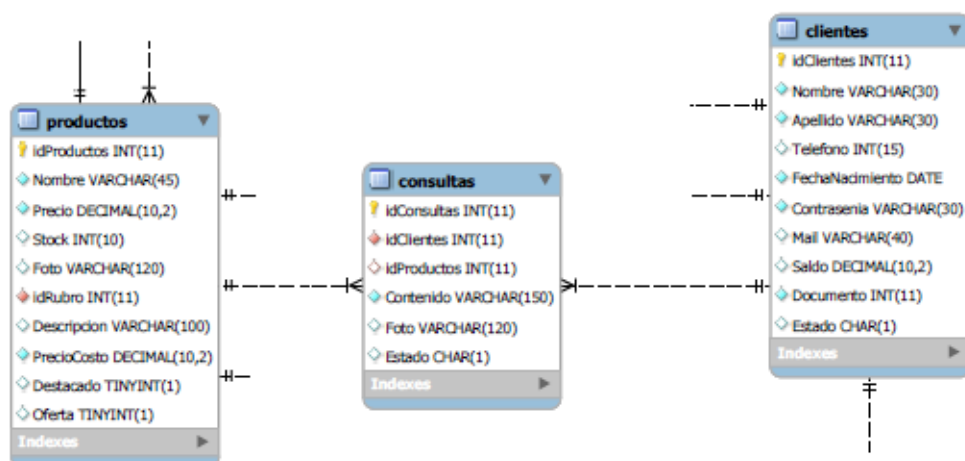 productos
idProductos INT(11)
Nombre VARCHAR(45)
Precio DECIMAL(10,2)
Stock INT(10)
Foto VARCHAR(120)
idRubro INT(11)
Descripcion VARCHAR(100)
PrecioCosto DECIMAL(10,2)
Destacado TINYINT(1)
Oferta TINYINT(1)
Indexes
consultas
idConsultas INT(11)
idClientes INT(11)
idProductos INT(11)
Contenido VARCHAR(150)
Foto VARCHAR(120)
Estado CHAR(1)
Indexes
clientes
idClientes INT(11)
Nombre VARCHAR(30)
Apellido VARCHAR(30)
Telefono INT(15)
FechaNacimiento DATE
Contrasenia VARCHAR(30)
Mail VARCHAR(40)
Saldo DECIMAL(10,2)
Documento INT(11)
Estado CHAR(1)
Indexes